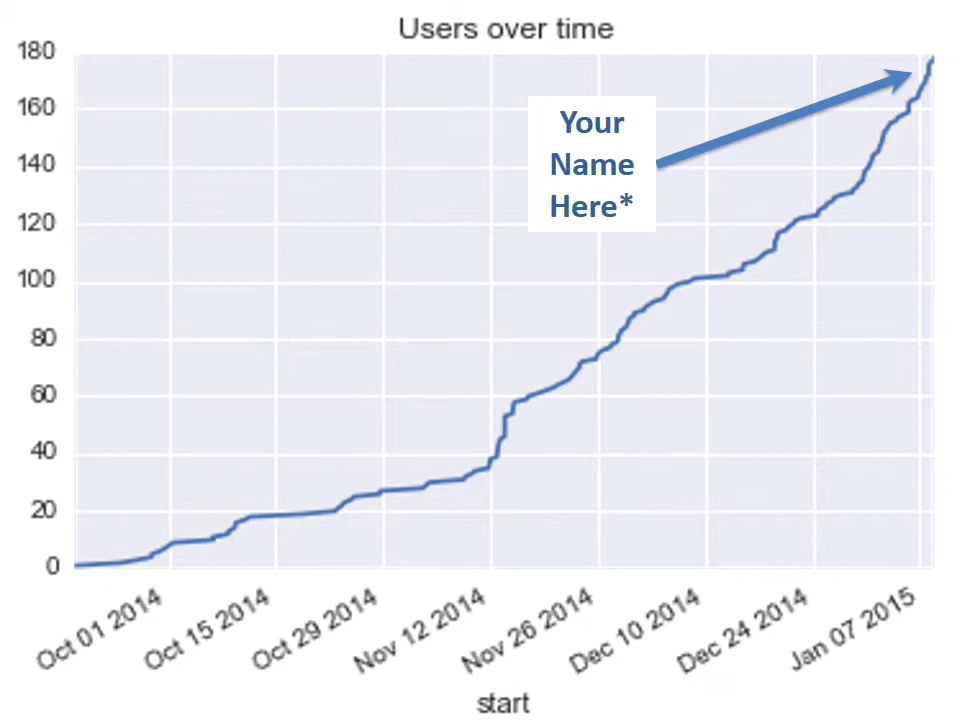 Users over time
180
160
140
120
100
80
60
40
20
0
Your
Name
Here*
Oct 01 2014
Oct 15 2014
Oct 29 2014
Nov 12 2014
Nov 26 2014
Dec 10 2014
Dec 24 2014
Jan 07 2015
start